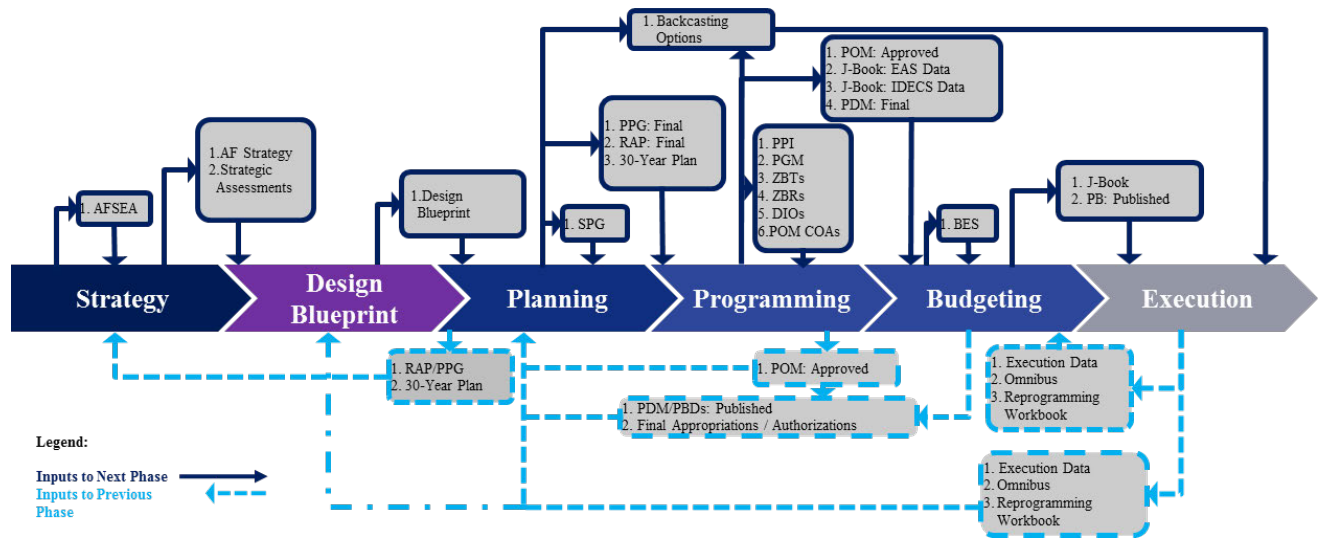 1. Backcasting
Options
1. POM: Approved
2. J-Book: EAS Data
3. J-Book: IDECS Data
4. PDM: Final
1. PPG: Final
2. RAP: Final
3. 30-Year Plan
1.AF Strategy
2.Strategic
Assessments
1. PPI
2. PGM
3. ZBTs
4. ZBRs
5. DIOs
6.POM COAs
1. AFSEA
1.Design
Blueprint
1. SPG
1. BES
1. J-Book
2. PB: Published
Strategy
Design
Blueprint
Planning
Programming
Budgeting
Execution
1. RAP/PPG
2. 30-Year Plan
1. POM: Approved
1. PDM/PBDs: Published
2. Final Appropriations / Authorizations
1. Execution Data
2. Omnibus
3. Reprogramming
Workbook
Legend:
Inputs to Next Phase
Inputs to Previous
Phase
1. Execution Data
2. Omnibus
3. Reprogramming
Workbook